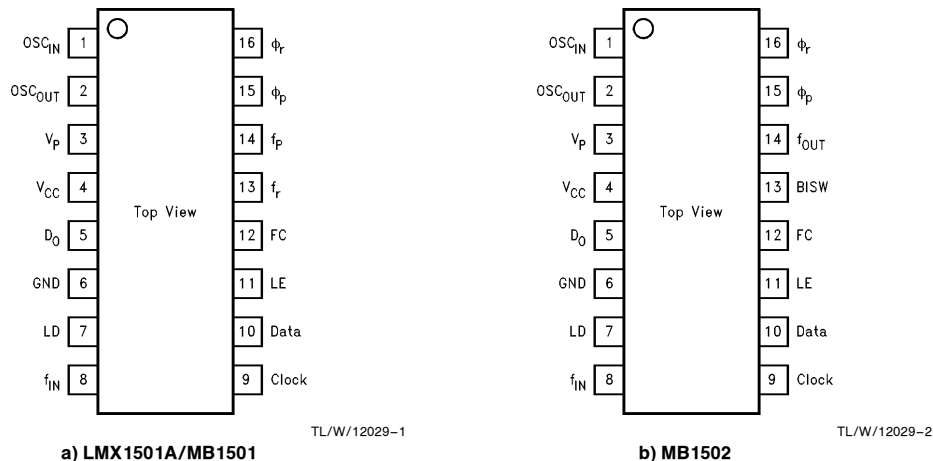 OSC_IN 1 16 ϕ_r
OSC_OUT 2 15 ϕ_p
V_P 3 14 f_P
V_CC 4 13 f_r
Top View
D_O 5 12 FC
GND 6 11 LE
LD 7 10 Data
f_IN 8 9 Clock
TL/W/12029–1
a) LMX1501A/MB1501
OSC_IN 1 16 ϕ_r
OSC_OUT 2 15 ϕ_p
V_P 3 14 f_OUT
V_CC 4 13 BISW
Top View
D_O 5 12 FC
GND 6 11 LE
LD 7 10 Data
f_IN 8 9 Clock
TL/W/12029–2
b) MB1502